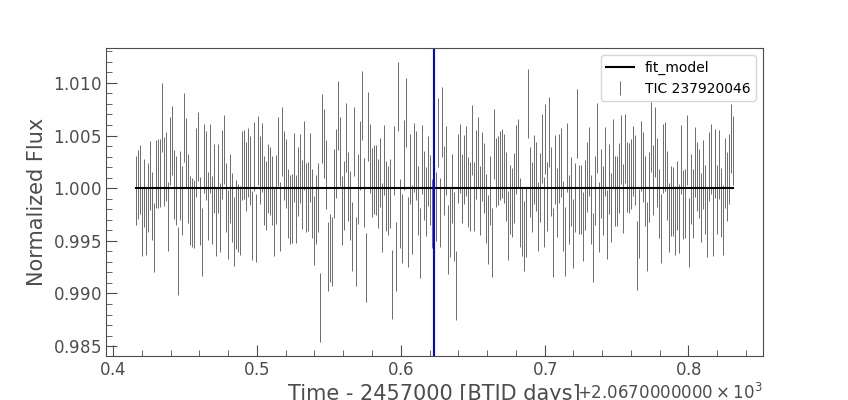 fit_model
TIC 237920046
Normalized Flux
1.010
1.005
1.000
0.995
0.990
0.985
0.4
0.5
0.6
0.7
0.8
Time - 2457000 [BTJD days]
+2.0670000000 × 10³